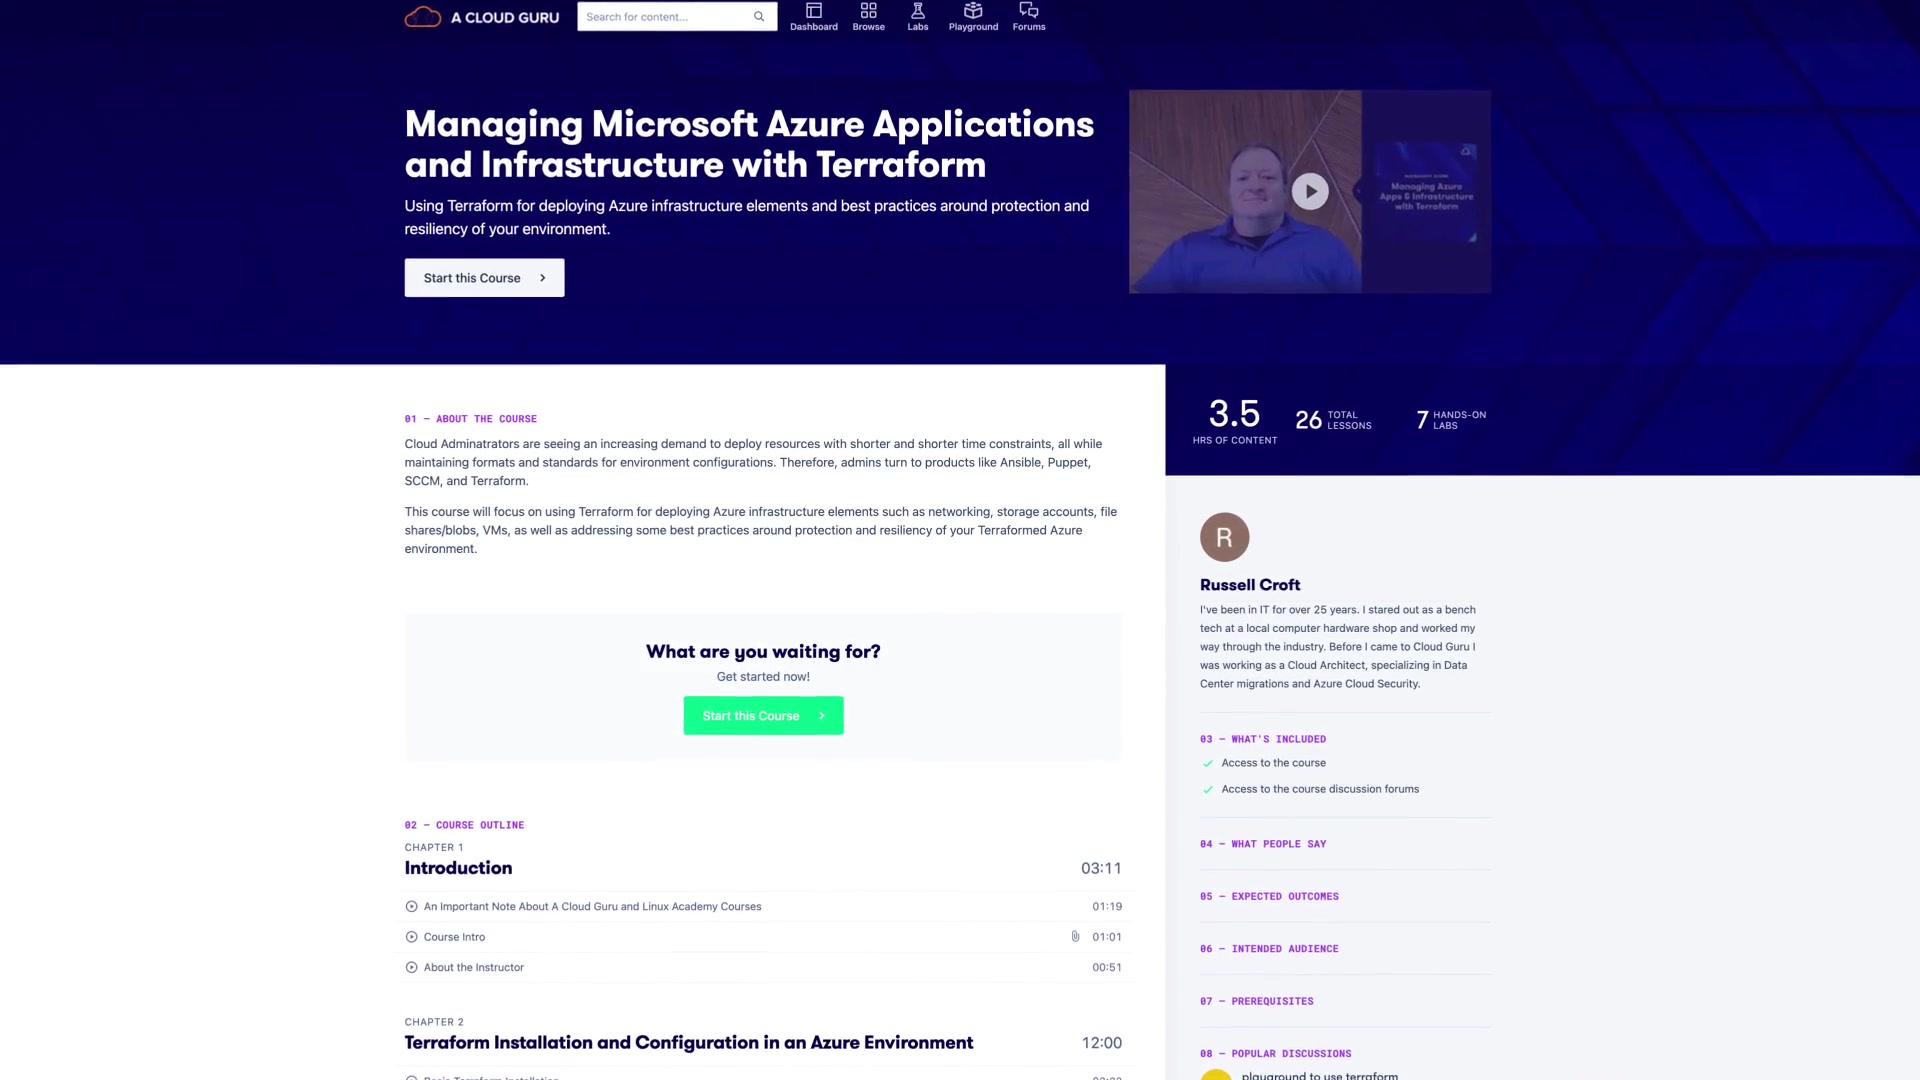 A CLOUD GURU
Search for content...
Dashboard
Browse
Labs
Playground
Forums
Managing Microsoft Azure Applications
and Infrastructure with Terraform
Using Terraform for deploying Azure infrastructure elements and best practices around protection and
resiliency of your environment.
Start this Course
Managing Azure
Apps & Infrastructure
with Terraform
01 – ABOUT THE COURSE
Cloud Adminatrators are seeing an increasing demand to deploy resources with shorter and shorter time constraints, all while
maintaining formats and standards for environment configurations. Therefore, admins turn to products like Ansible, Puppet,
SCCM, and Terraform.
This course will focus on using Terraform for deploying Azure infrastructure elements such as networking, storage accounts, file
shares/blobs, VMs, as well as addressing some best practices around protection and resiliency of your Terraformed Azure
environment.
What are you waiting for?
Get started now!
Start this Course
02 – COURSE OUTLINE
CHAPTER 1
Introduction 03:11
An Important Note About A Cloud Guru and Linux Academy Courses 01:19
Course Intro 01:01
About the Instructor 00:51
CHAPTER 2
Terraform Installation and Configuration in an Azure Environment 12:00
3.5
HRS OF CONTENT
26 TOTAL
LESSONS
7 HANDS-ON
LABS
R
Russell Croft
I've been in IT for over 25 years. I stared out as a bench
tech at a local computer hardware shop and worked my
way through the industry. Before I came to Cloud Guru I
was working as a Cloud Architect, specializing in Data
Center migrations and Azure Cloud Security.
03 – WHAT'S INCLUDED
Access to the course
Access to the course discussion forums
04 – WHAT PEOPLE SAY
05 – EXPECTED OUTCOMES
06 – INTENDED AUDIENCE
07 – PREREQUISITES
08 – POPULAR DISCUSSIONS
playground to use terraform